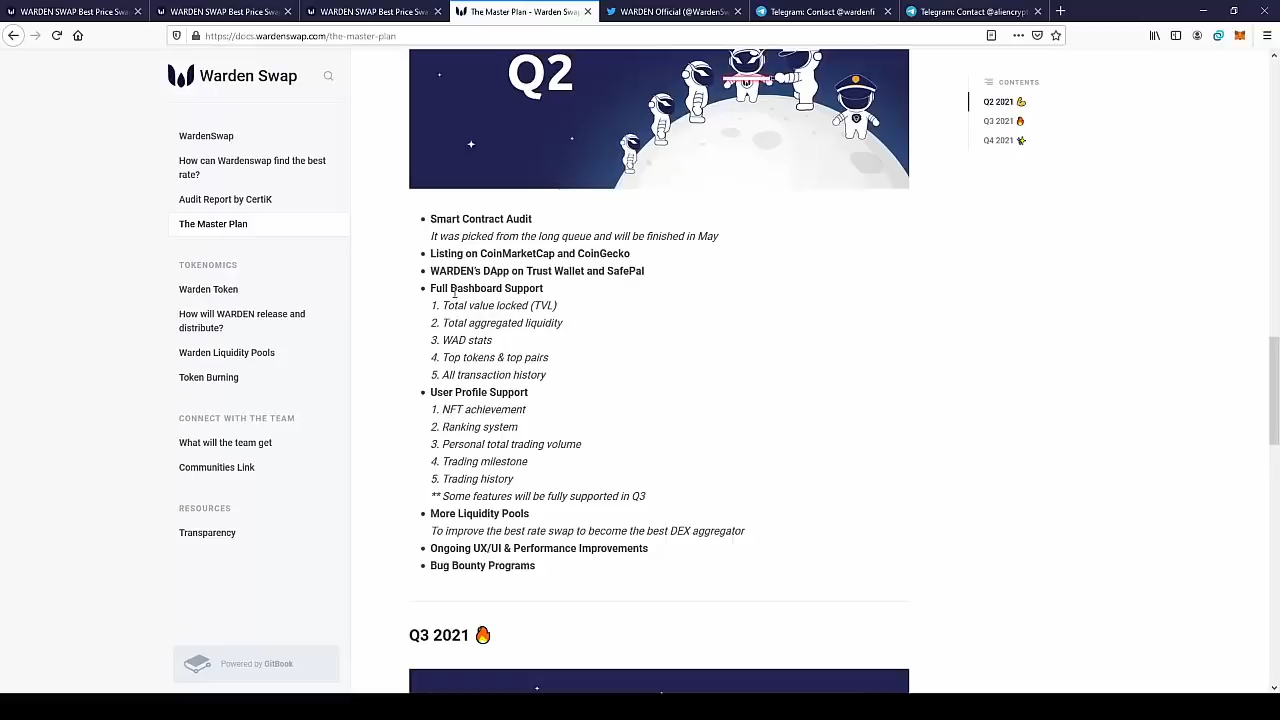 WARDEN SWAP Best Price Swa
WARDEN SWAP Best Price Swa
WARDEN SWAP Best Price Swa
The Master Plan - Warden Swa
WARDEN Official (@WardenSw
Telegram: Contact @wardenfi
Telegram: Contact @aliencrypt
https://docs.wardenswap.com/the-master-plan
Warden Swap
WardenSwap
How can Wardenswap find the best
rate?
Audit Report by CertiK
The Master Plan
TOKENOMICS
Warden Token
How will WARDEN release and
distribute?
Warden Liquidity Pools
Token Burning
CONNECT WITH THE TEAM
What will the team get
Communities Link
RESOURCES
Transparency
Powered by GitBook
Q2
Smart Contract Audit
It was picked from the long queue and will be finished in May
Listing on CoinMarketCap and CoinGecko
WARDEN's DApp on Trust Wallet and SafePal
Full Dashboard Support
1. Total value locked (TVL)
2. Total aggregated liquidity
3. WAD stats
4. Top tokens & top pairs
5. All transaction history
User Profile Support
1. NFT achievement
2. Ranking system
3. Personal total trading volume
4. Trading milestone
5. Trading history
** Some features will be fully supported in Q3
More Liquidity Pools
To improve the best rate swap to become the best DEX aggregator
Ongoing UX/UI & Performance Improvements
Bug Bounty Programs
Q3 2021 🔥
CONTENTS
Q2 2021 💪
Q3 2021 🔥
Q4 2021